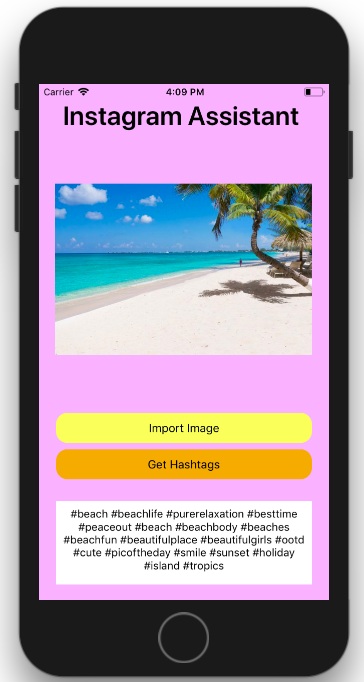 Carrier 4:09 PM
Instagram Assistant
Import Image
Get Hashtags
#beach #beachlife #purerelaxation #besttime
#peaceout #beach #beachbody #beaches
#beachfun #beautifulplace #beautifulgirls #ootd
#cute #picoftheday #smile #sunset #holiday
#island #tropics